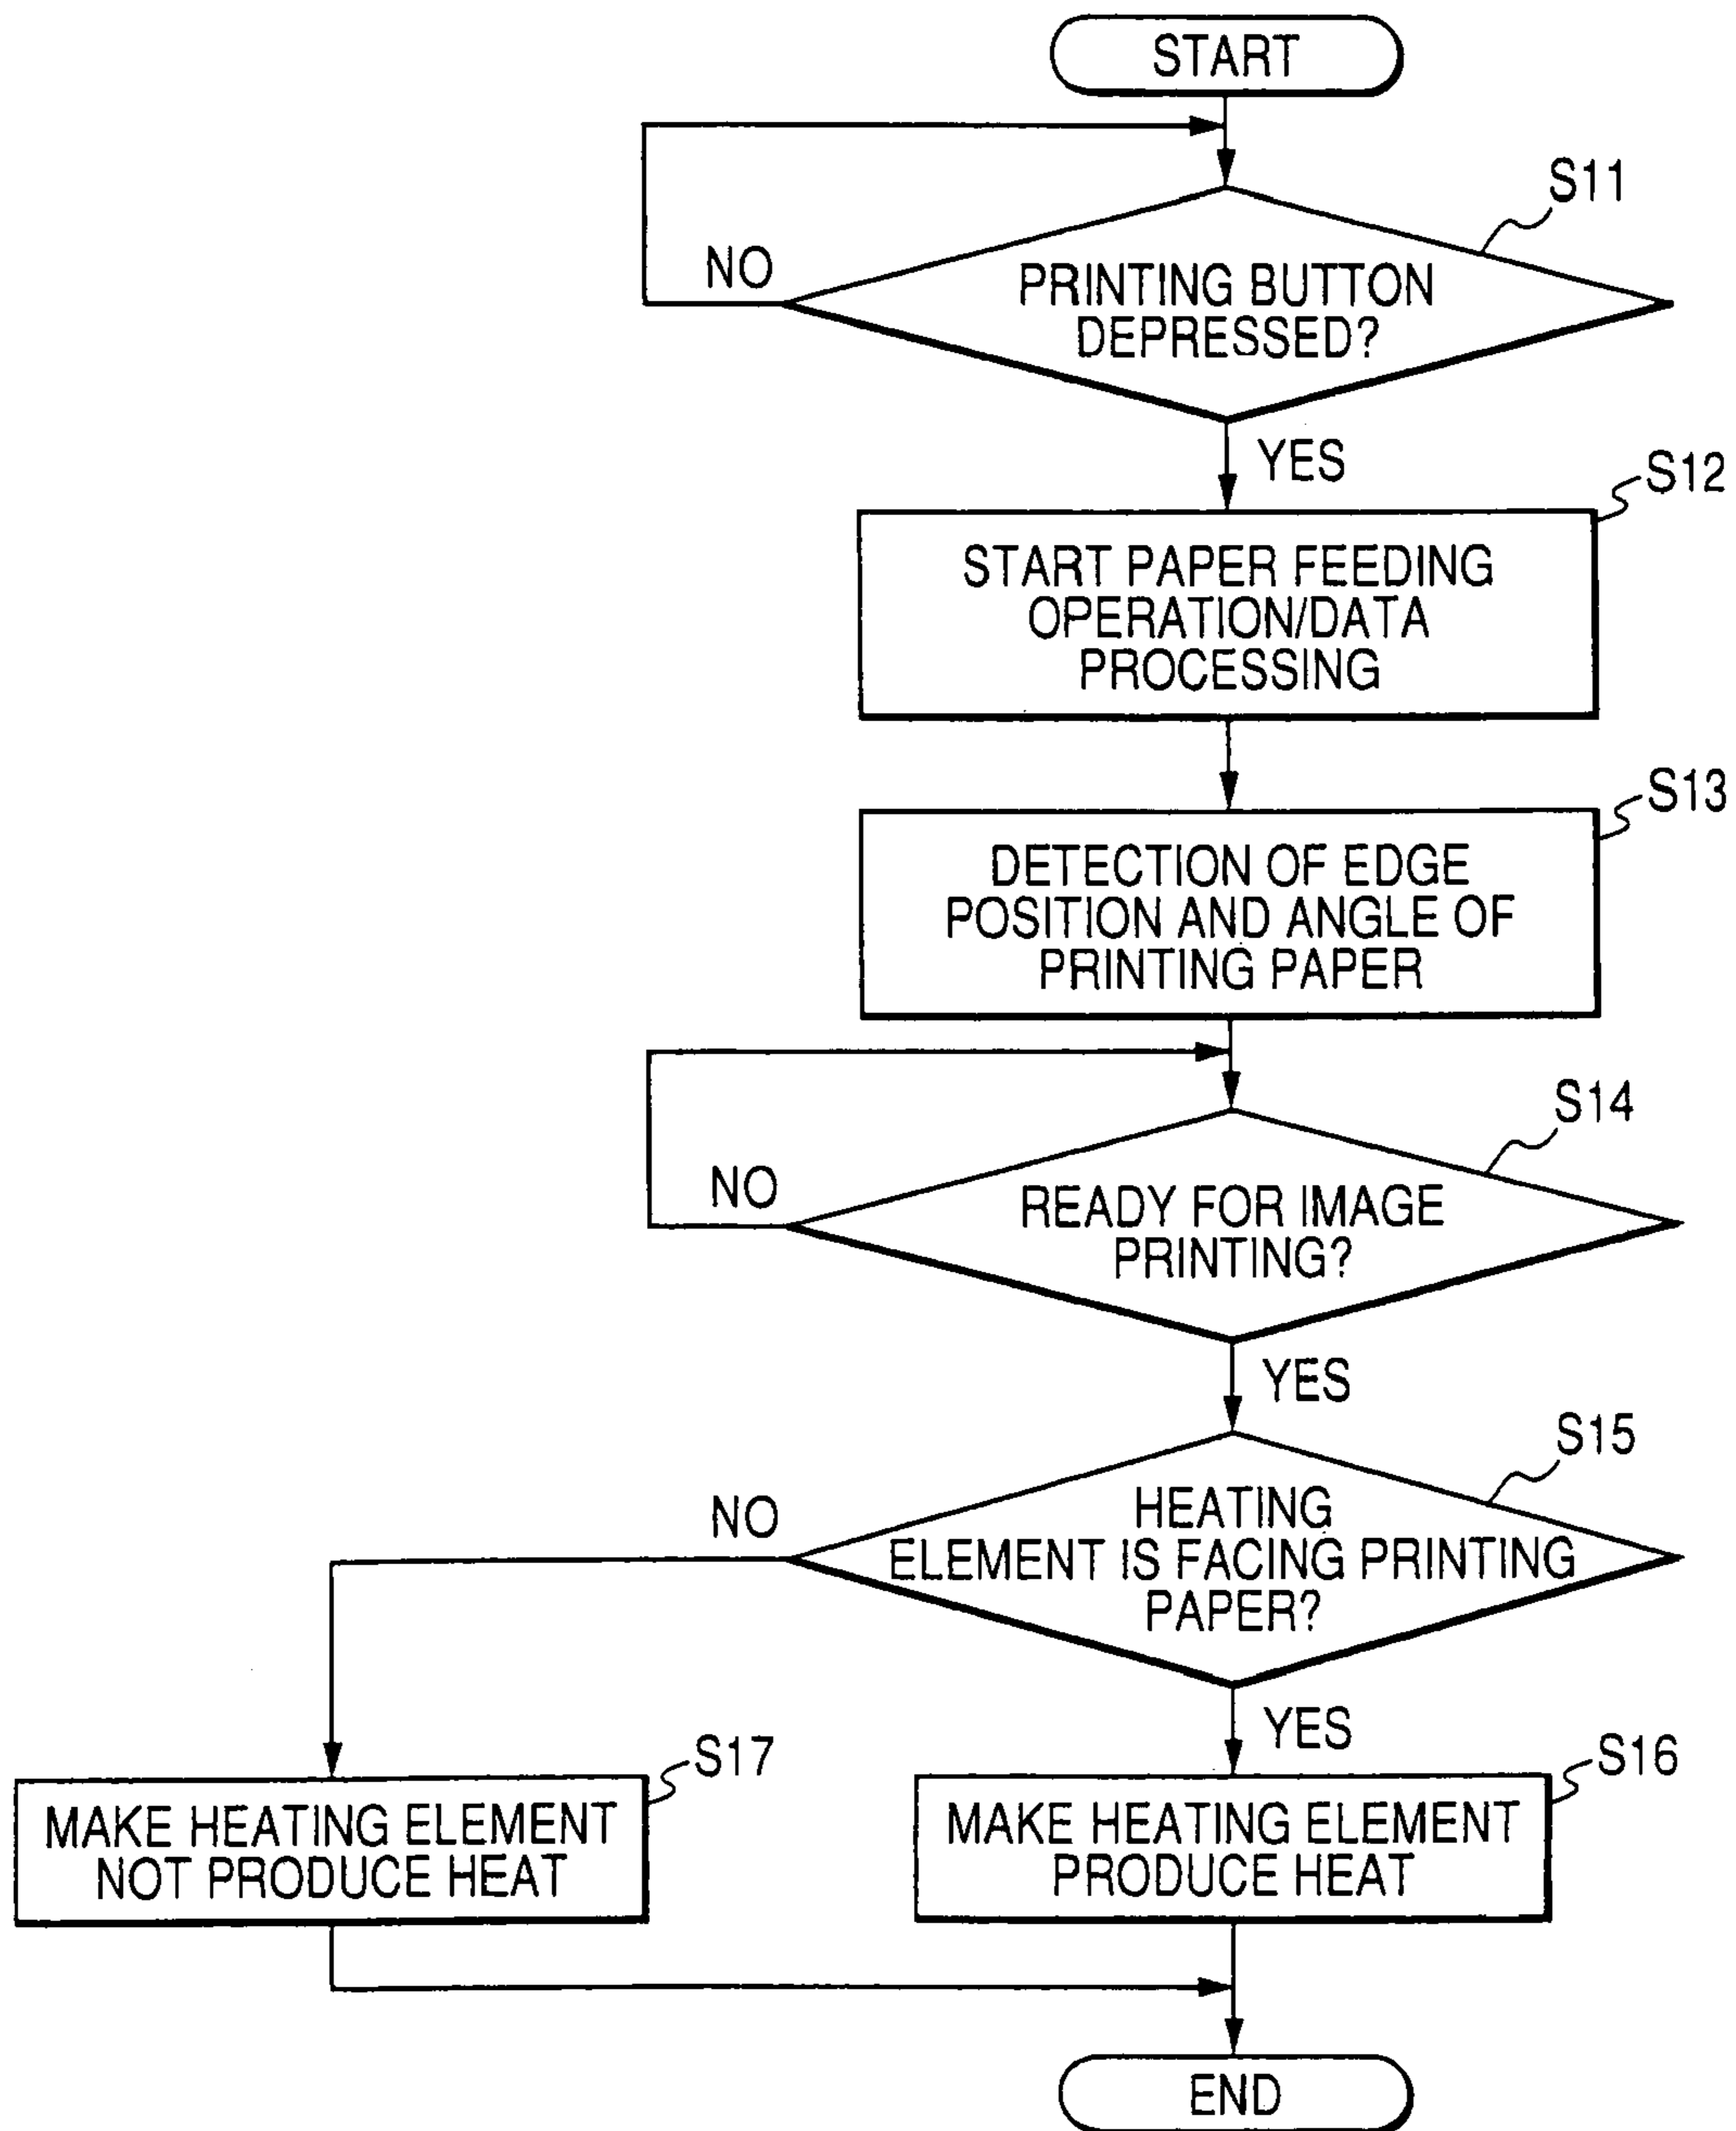 START
S11
NO
PRINTING BUTTON
DEPRESSED?
YES
S12
START PAPER FEEDING
OPERATION/DATA
PROCESSING
S13
DETECTION OF EDGE
POSITION AND ANGLE OF
PRINTING PAPER
S14
NO
READY FOR IMAGE
PRINTING?
YES
S15
NO
HEATING
ELEMENT IS FACING PRINTING
PAPER?
YES
S17
S16
MAKE HEATING ELEMENT
NOT PRODUCE HEAT
MAKE HEATING ELEMENT
PRODUCE HEAT
END